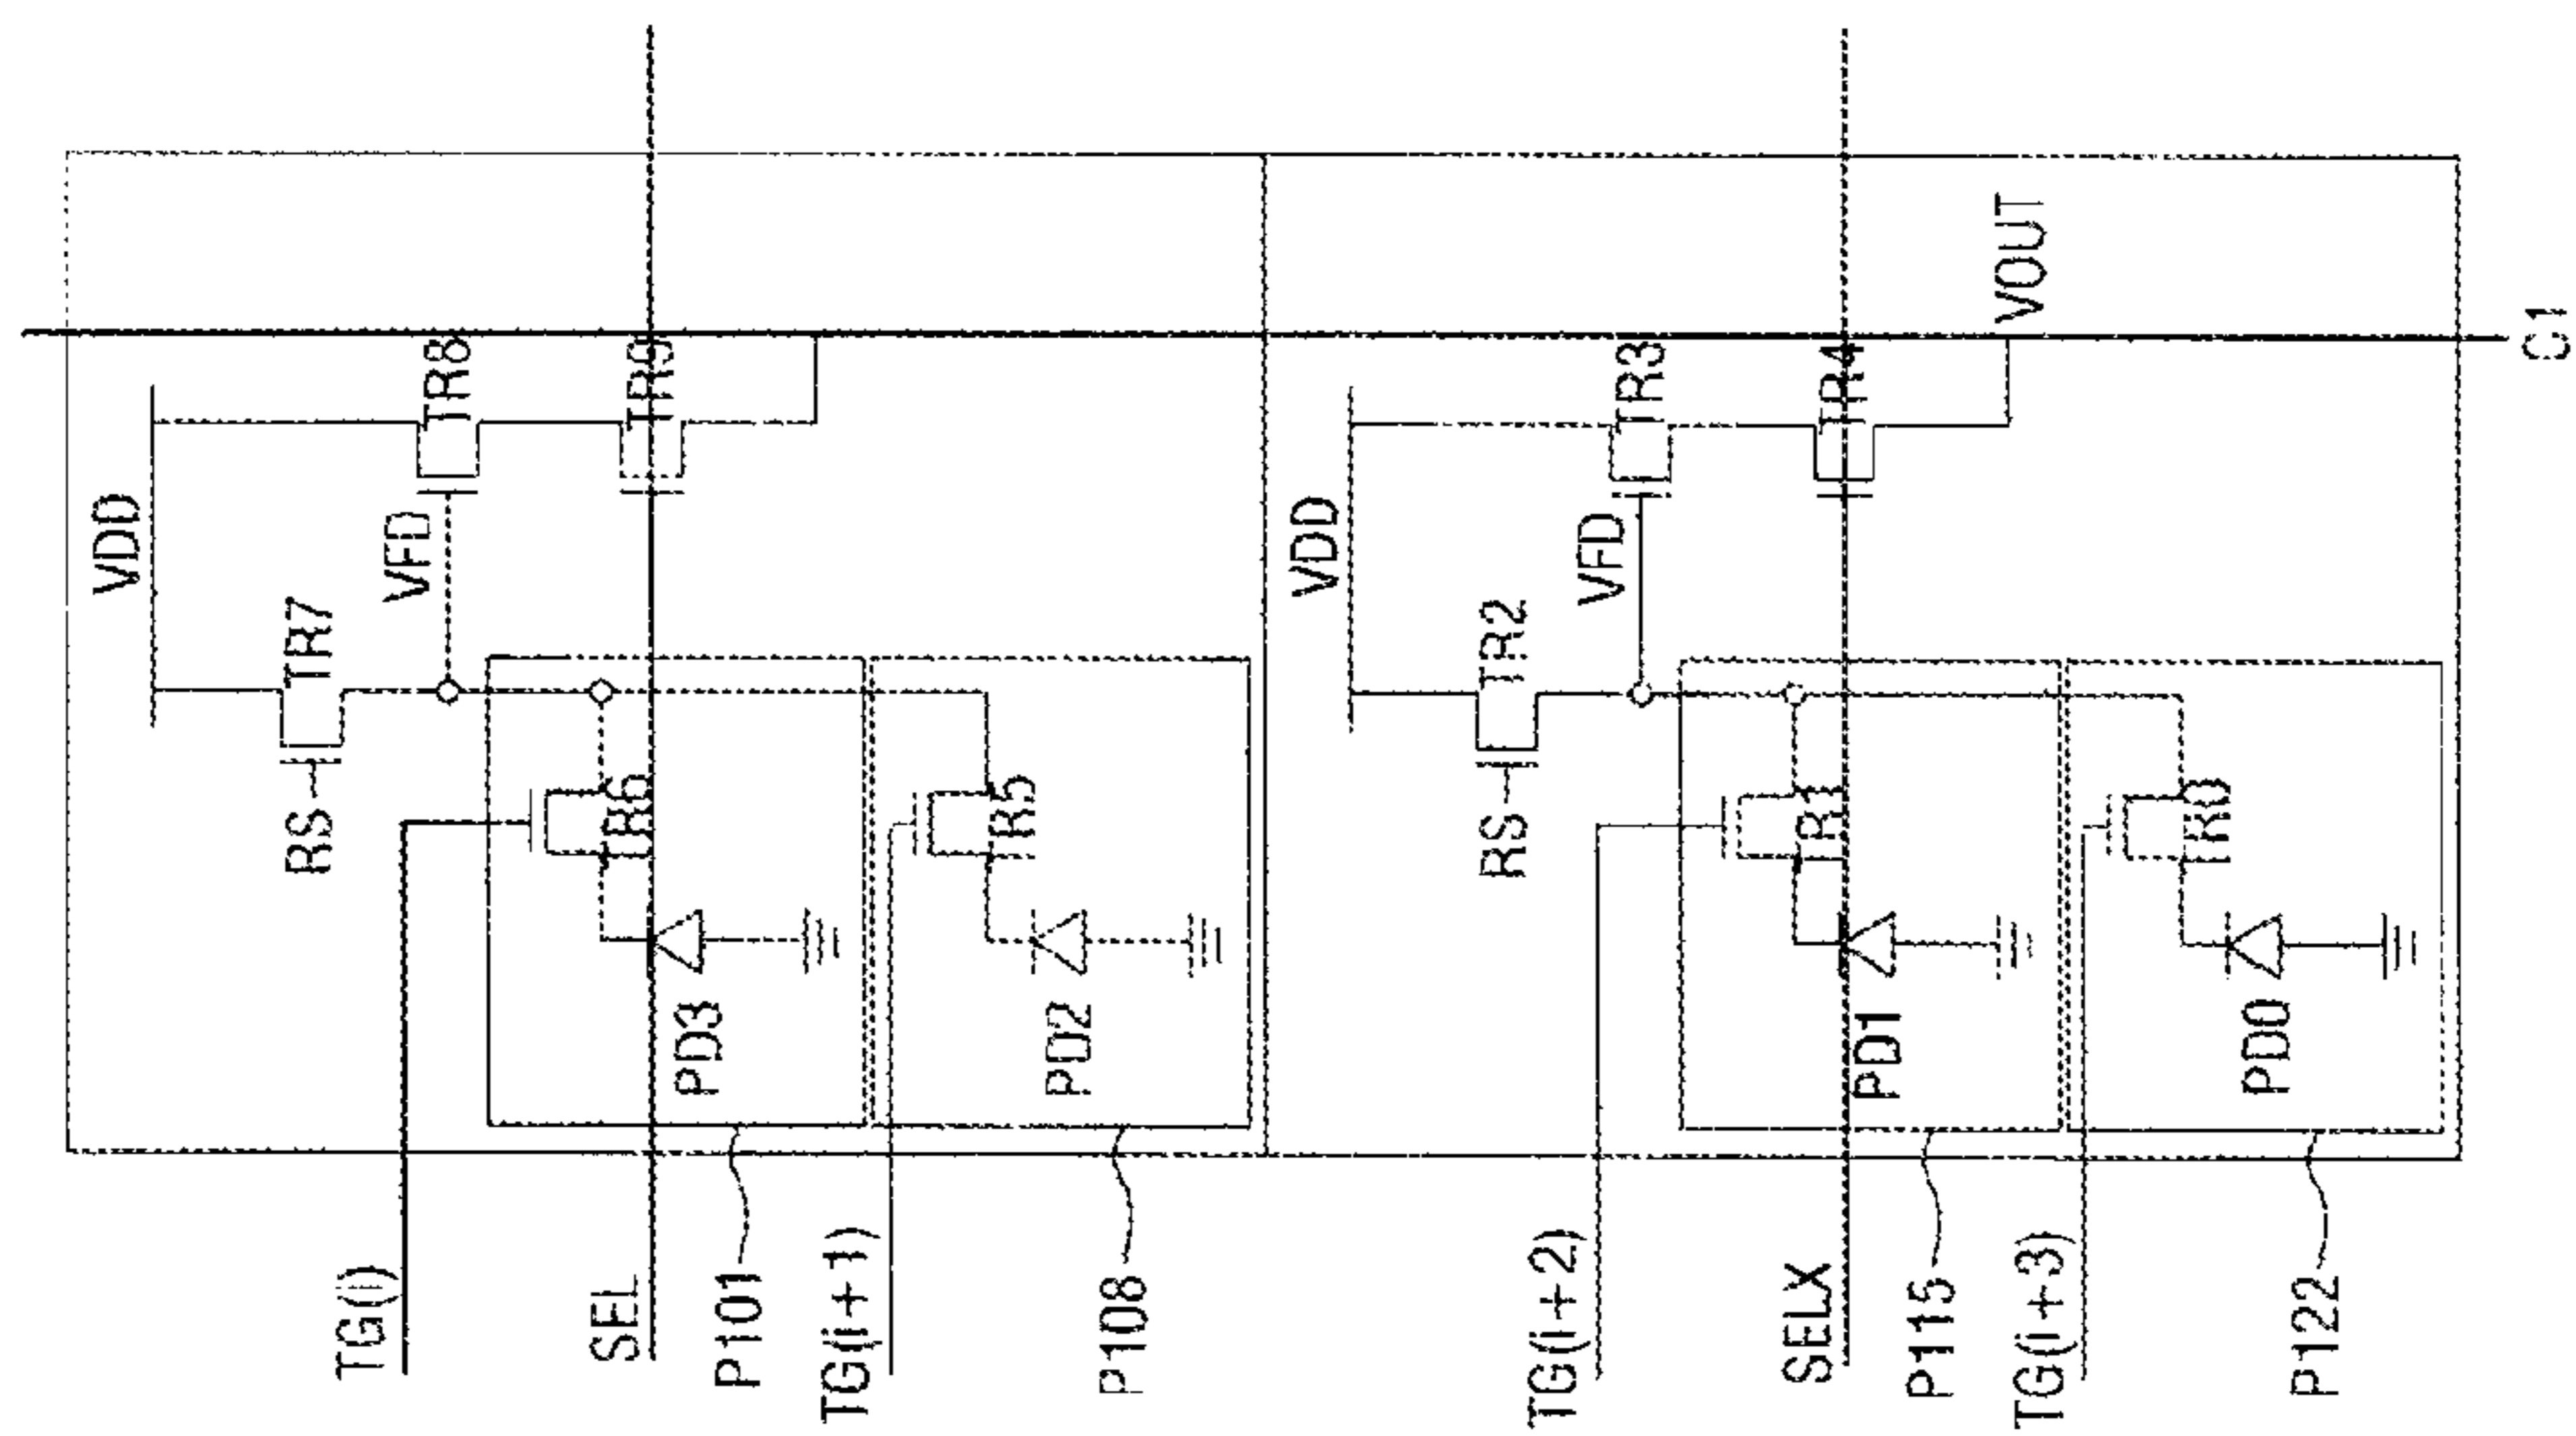 TG(i)
SEL
P101
TG(i+1)
P108
TG(i+2)
SELX
P115
TG(i+3)
P122
VDD
RS
TR7
VFD
TR8
TR9
TR6
PD3
TR5
PD2
VDD
RS
TR2
VFD
TR3
TR4
TR1
PD1
TR0
PD0
VOUT
C1